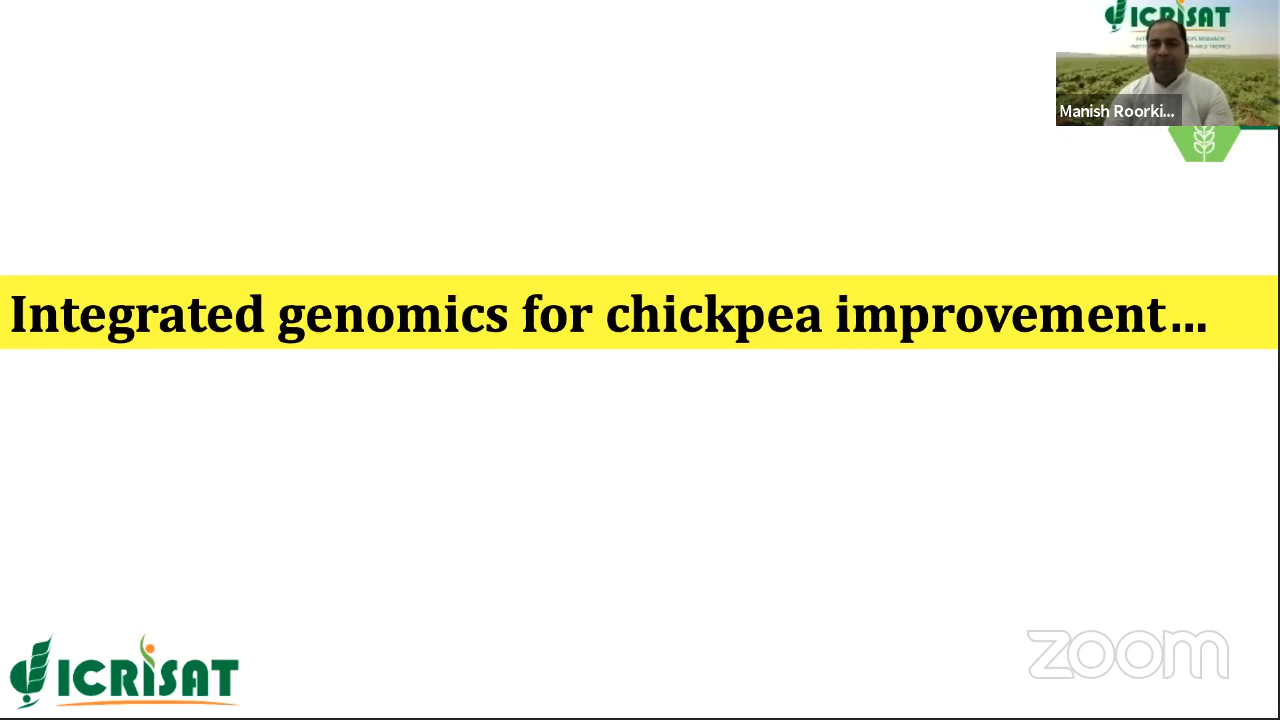 ICRISAT
Manish Roorki...
Integrated genomics for chickpea improvement...
ICRISAT
zoom